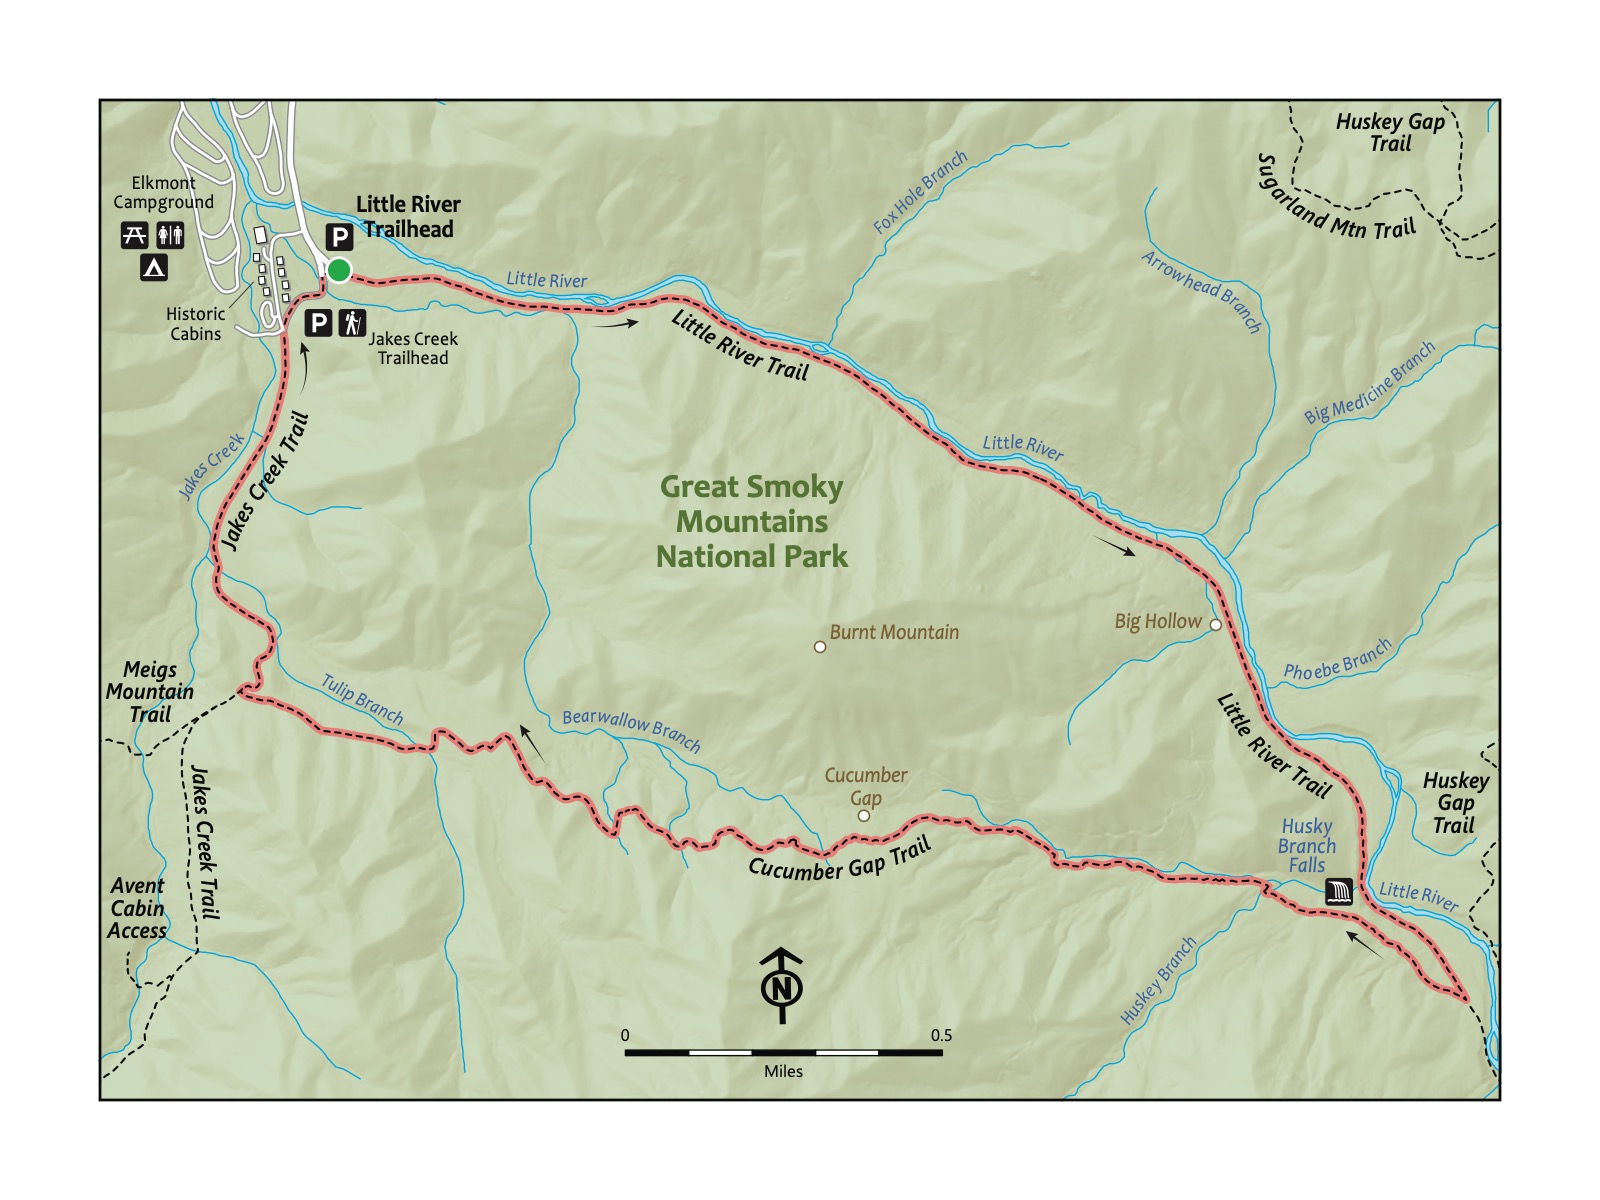 Huskey Gap
Trail
Sugarland Mtn Trail
Fox Hole Branch
Elkmont
Campground
Little River
Trailhead
P
Little River
Arrowhead Branch
Historic
Cabins
P
Jakes Creek
Trailhead
Little River Trail
Big Medicine Branch
Jakes Creek
Jakes Creek Trail
Little River
Great Smoky
Mountains
National Park
Big Hollow
Burnt Mountain
Phoebe Branch
Meigs
Mountain
Trail
Tulip Branch
Bearwallow Branch
Little River Trail
Cucumber
Gap
Huskey
Gap
Trail
Jakes Creek Trail
Husky
Branch
Falls
Cucumber Gap Trail
Avent
Cabin
Access
Little River
Huskey Branch
N
0
0.5
Miles